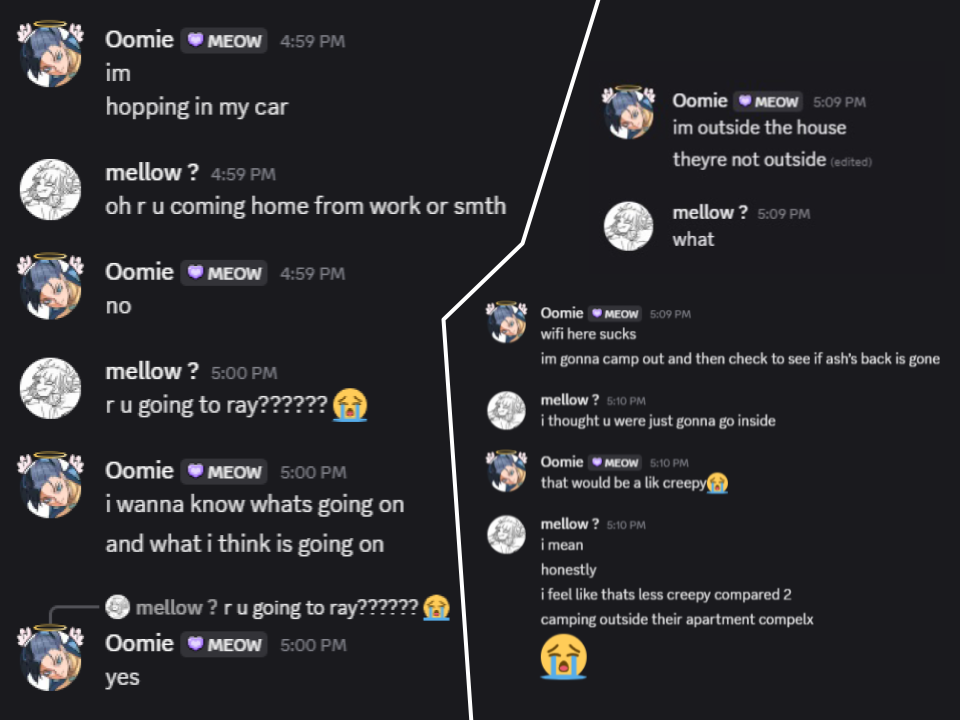 Oomie MEOW 4:59 PM
im
hopping in my car
mellow ? 4:59 PM
oh r u coming home from work or smth
Oomie MEOW 4:59 PM
no
mellow ? 5:00 PM
r u going to ray?????? 😭
Oomie MEOW 5:00 PM
i wanna know whats going on
and what i think is going on
mellow ? r u going to ray?????? 😭
Oomie MEOW 5:00 PM
yes
Oomie MEOW 5:09 PM
im outside the house
theyre not outside (edited)
mellow ? 5:09 PM
what
Oomie MEOW 5:09 PM
wifi here sucks
im gonna camp out and then check to see if ash's back is gone
mellow ? 5:10 PM
i thought u were just gonna go inside
Oomie MEOW 5:10 PM
that would be a lik creepy😭
mellow ? 5:10 PM
i mean
honestly
i feel like thats less creepy compared 2
camping outside their apartment compelx
😭